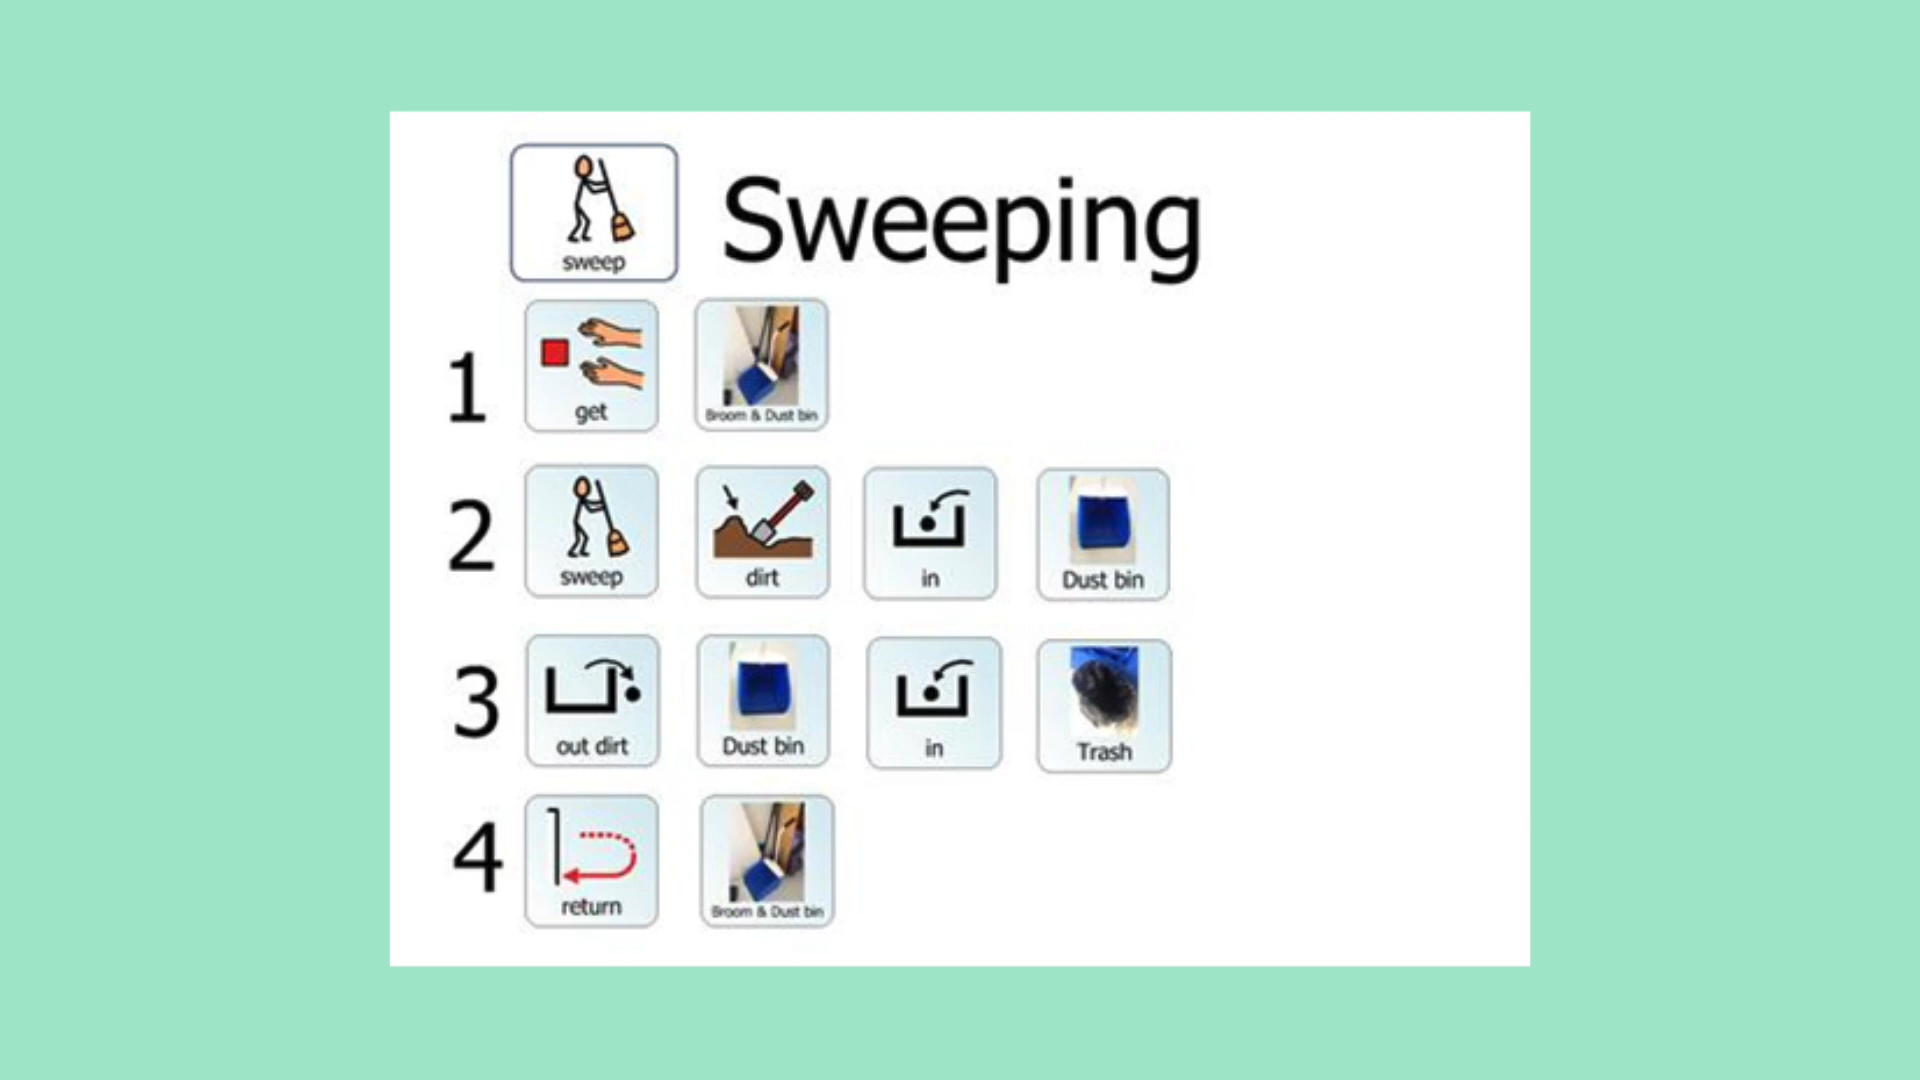 sweep
Sweeping
1
get
Broom & Dust bin
2
sweep
dirt
in
Dust bin
3
out dirt
Dust bin
in
Trash
4
return
Broom & Dust bin